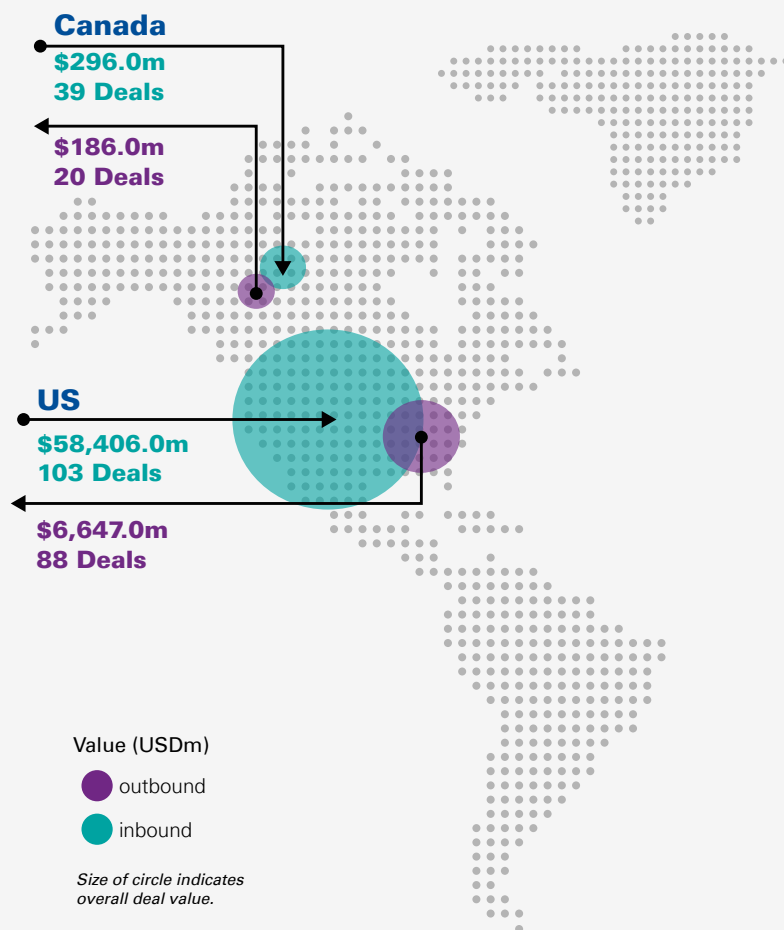 Canada
$296.0m
39 Deals
$186.0m
20 Deals
US
$58,406.0m
103 Deals
$6,647.0m
88 Deals
Value (USDm)
outbound
inbound
Size of circle indicates
overall deal value.